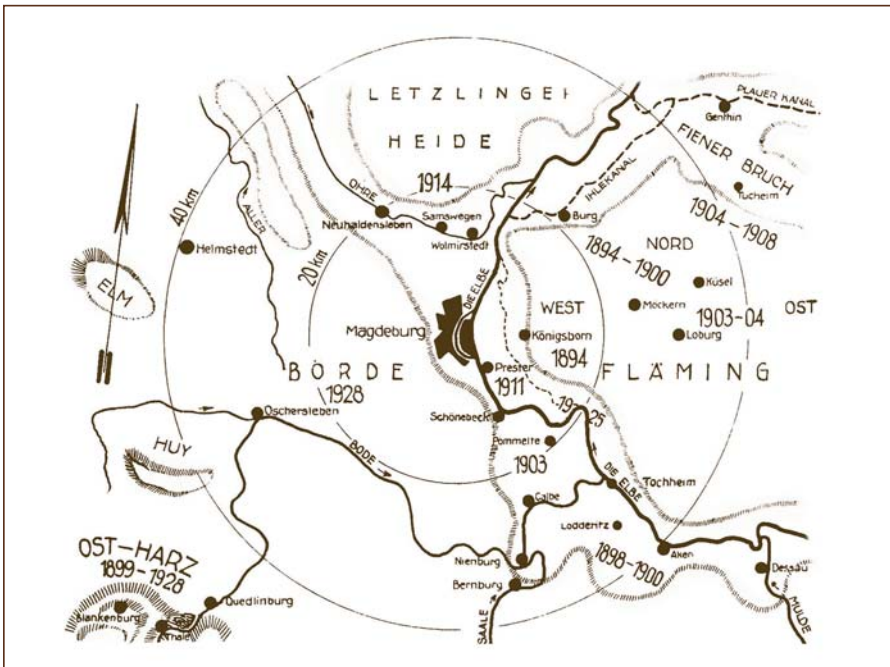 LETZLINGER
HEIDE
PLAUER KANAL
Genthin
FIENER BRUCH
Tucheim
IHLEKANAL
OHRE
1914
Neuhaldensleben
Samswegen
Wolmirstedt
Burg
1904-1908
ALLER
40 km
Helmstedt
20 km
NORD
1894-1900
Küsel
ELM
DIE ELBE
WEST
Möckern
1903-04
OST
Magdeburg
Königsborn
1894
Loburg
BÖRDE
1928
Prester
1911
FLÄMING
Oschersleben
Schönebeck
HUY
BODE
Pommelte
1903
DIE ELBE
Tochheim
Calbe
Lödderitz
OST-HARZ
1899-1928
Nienburg
1898-1900
Aken
Bernburg
Dessau
Quedlinburg
Blankenburg
Thale
SAALE
MULDE